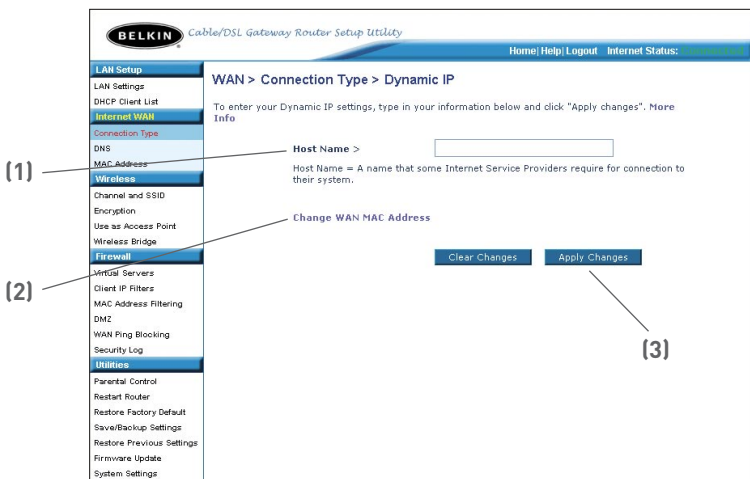 BELKIN
Cable/DSL Gateway Router Setup Utility
Home| Help| Logout Internet Status:
LAN Setup
LAN Settings
DHCP Client List
Internet WAN
Connection Type
DNS
MAC Address
Wireless
Channel and SSID
Encryption
Use as Access Point
Wireless Bridge
Firewall
Virtual Servers
Client IP Filters
MAC Address Filtering
DMZ
WAN Ping Blocking
Security Log
Utilities
Parental Control
Restart Router
Restore Factory Default
Save/Backup Settings
Restore Previous Settings
Firmware Update
System Settings
WAN > Connection Type > Dynamic IP
To enter your Dynamic IP settings, type in your information below and click "Apply changes". More
Info
(1)
Host Name >
Host Name = A name that some Internet Service Providers require for connection to
their system.
(2)
Change WAN MAC Address
Clear Changes Apply Changes
(3)